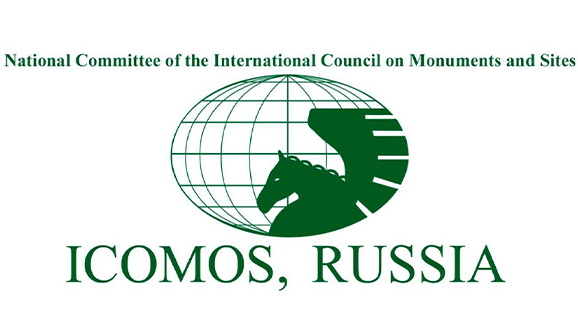 National Committee of the International Council on Monuments and Sites
ICOMOS, RUSSIA